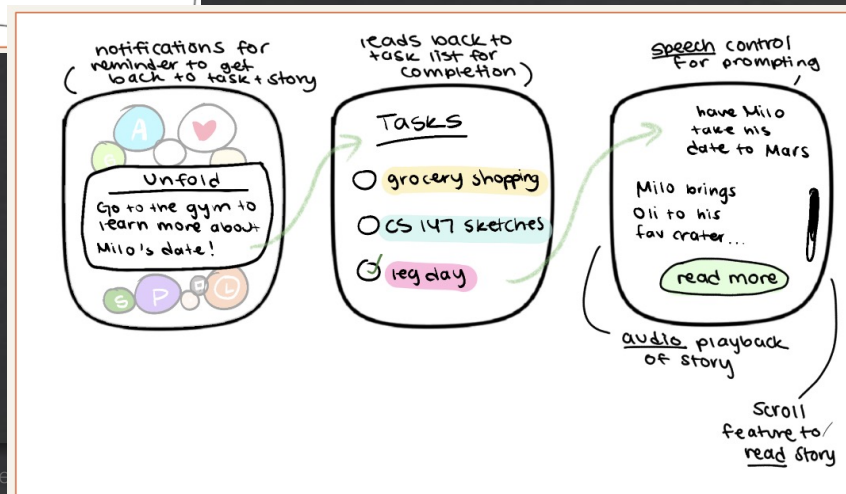 notifications for
reminder to get
back to task + story
A
S
Unfold
Go to the gym to
learn more about
Milo's date!
S
P
L
leads back to
task list for
completion
Tasks
grocery shopping
CS 147 sketches
leg day
speech control
for prompting
have Milo
take his
date to Mars
Milo brings
Oli to his
fav crater...
read more
audio playback
of story
Scroll
feature to
read story
e